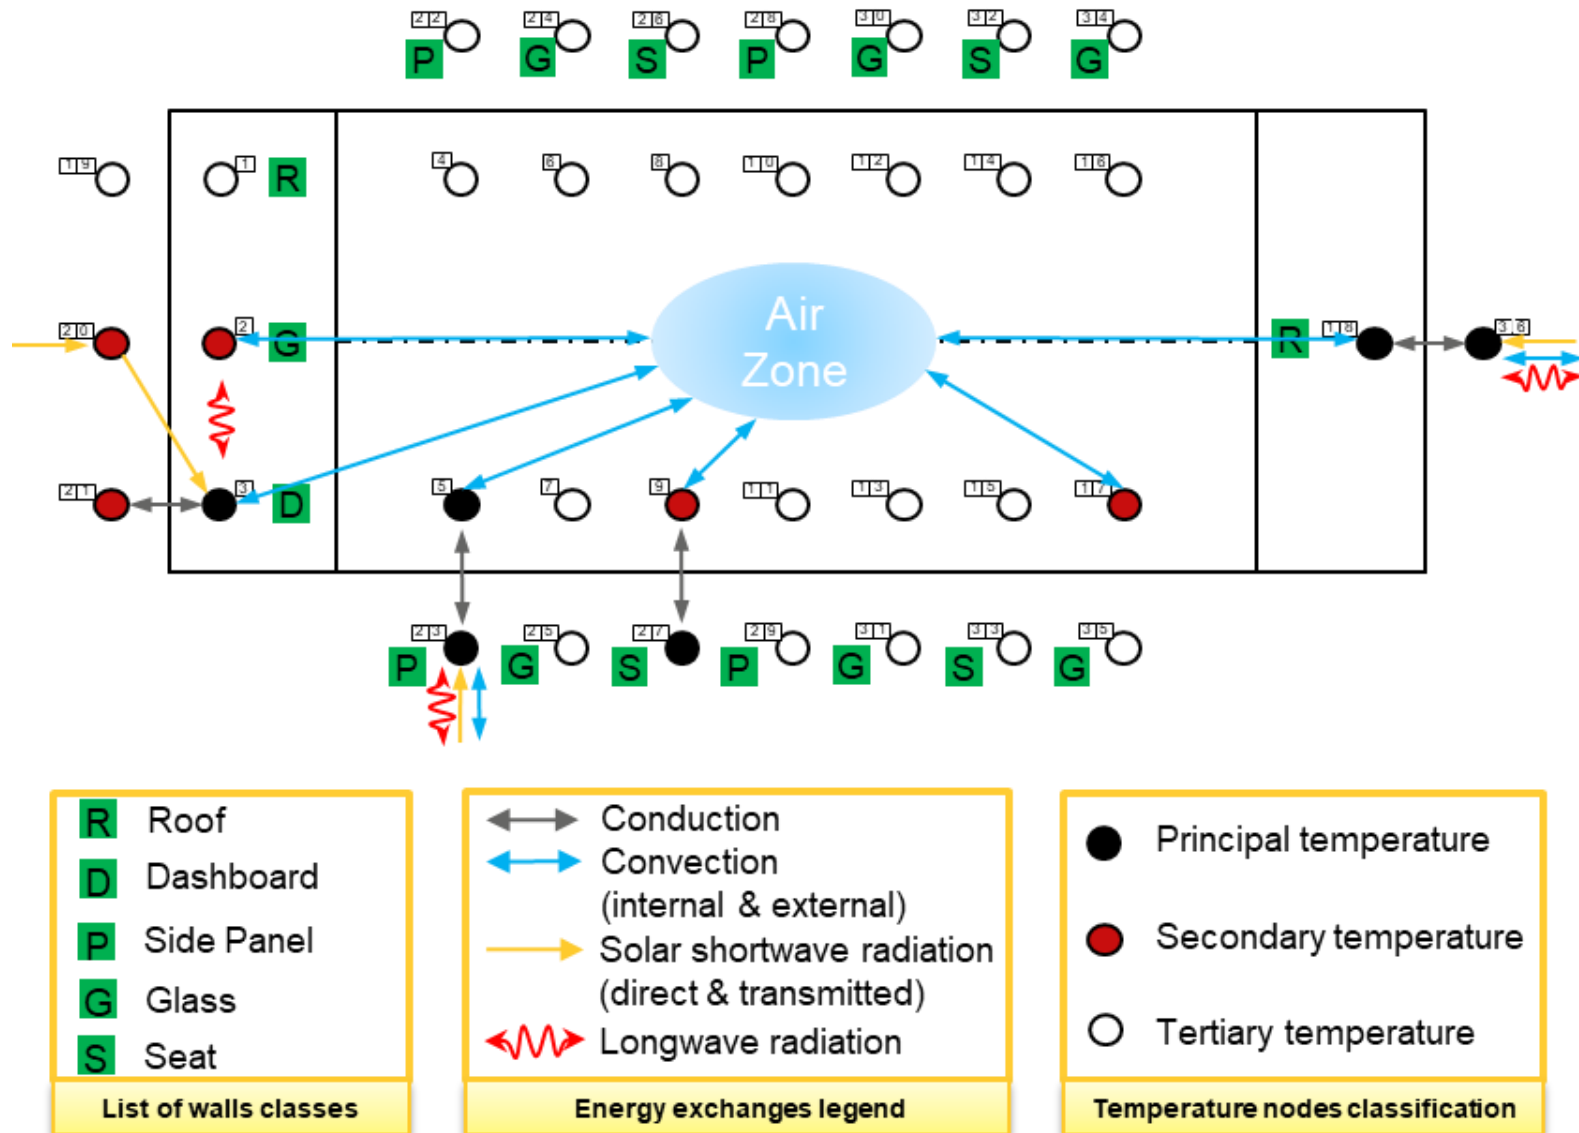 22 24 26 28 30 32 34
P G S P G S G
19 1 R 4 6 8 10 12 14 16
Air
Zone
20 2 G R 18 36
21 3 D 5 7 9 11 13 15 17
23 25 27 29 31 33 35
P G S P G S G
R Roof
D Dashboard
P Side Panel
G Glass
S Seat
List of walls classes
Conduction
Convection
(internal & external)
Solar shortwave radiation
(direct & transmitted)
Longwave radiation
Energy exchanges legend
Principal temperature
Secondary temperature
Tertiary temperature
Temperature nodes classification